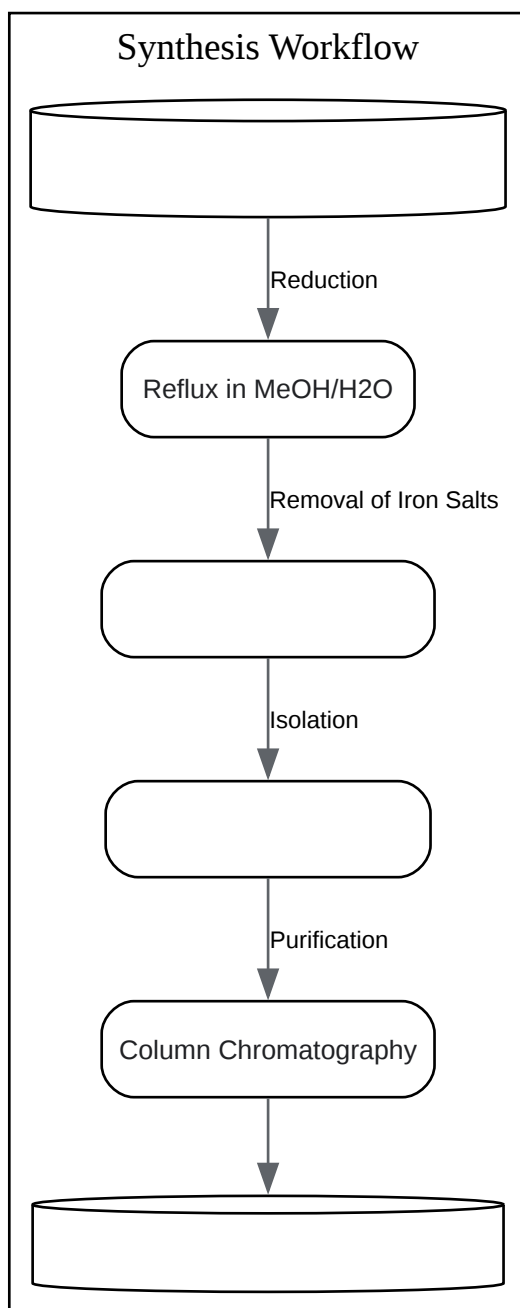 Synthesis Workflow
Reduction
Reflux in MeOH/H2O
Removal of Iron Salts
Isolation
Purification
Column Chromatography